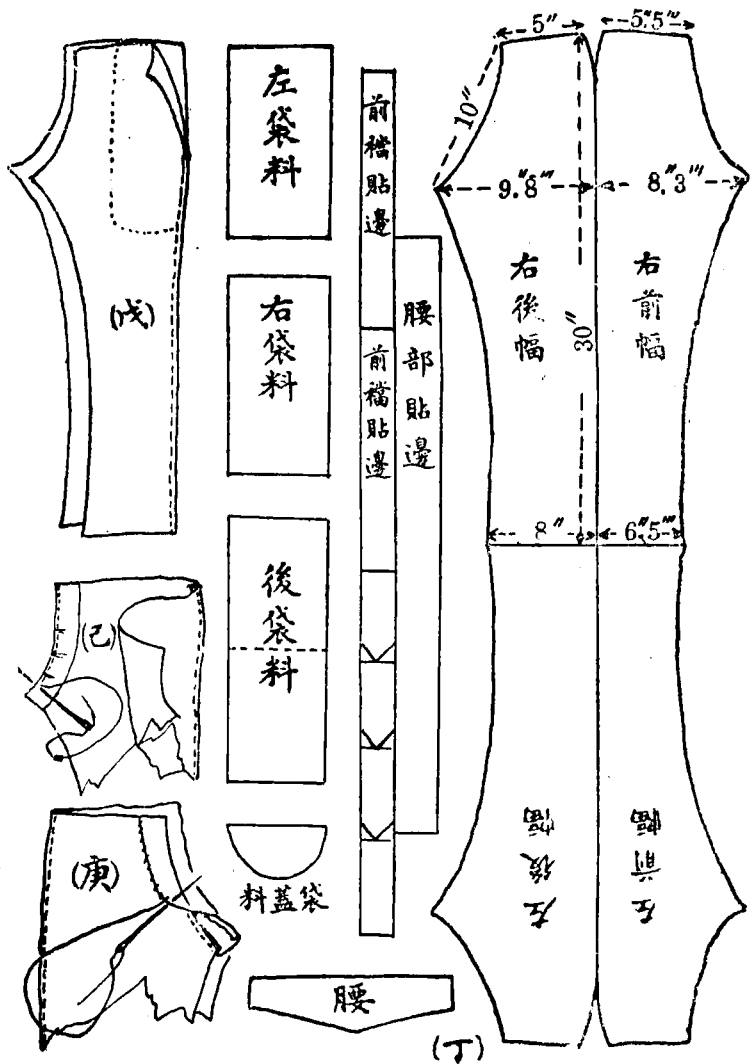 5"
5".5'''
10"
9."8'''
8."3'''
30"
8"
6".5'''
右後幅
右前幅
左後幅
左前幅
左袋料
右袋料
後袋料
料蓋袋
腰
前襠貼邊
前襠貼邊
腰部貼邊
(戊)
(己)
(庚)
(丁)